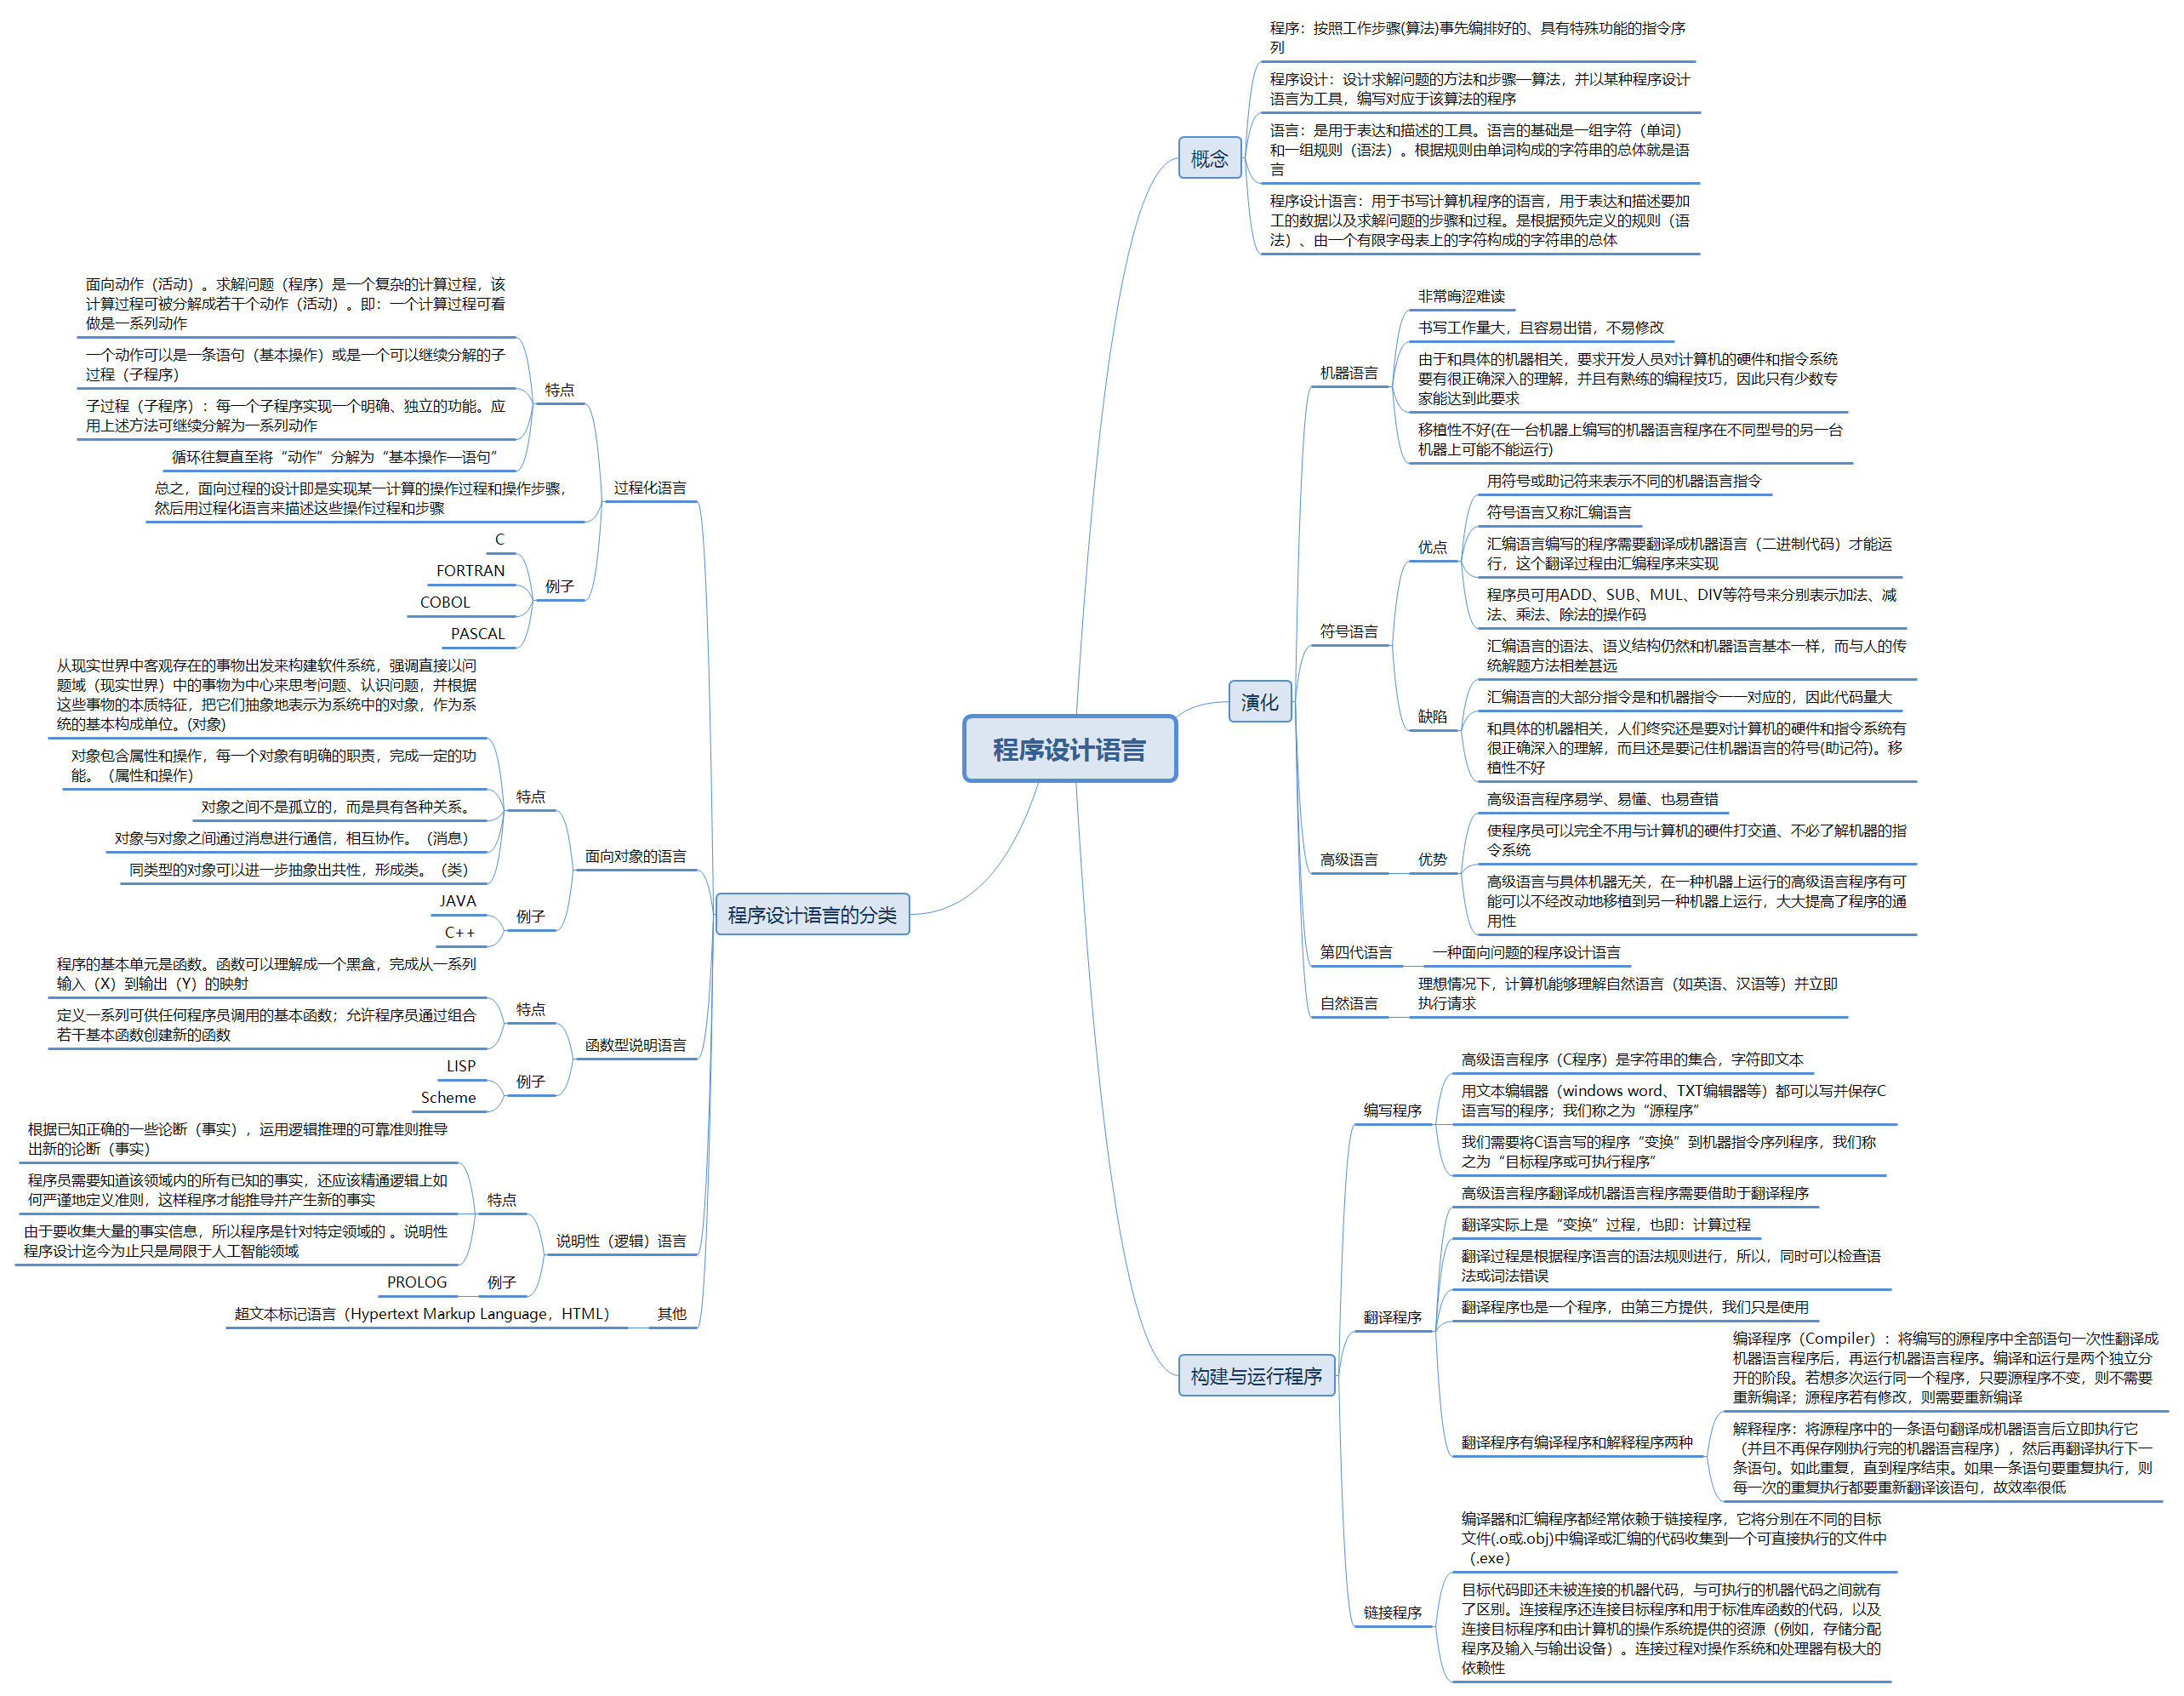 程序设计语言
概念
程序：按照工作步骤(算法)事先编排好的、具有特殊功能的指令序
列
程序设计：设计求解问题的方法和步骤—算法，并以某种程序设计
语言为工具，编写对应于该算法的程序
语言：是用于表达和描述的工具。语言的基础是一组字符（单词）
和一组规则（语法）。根据规则由单词构成的字符串的总体就是语
言
程序设计语言：用于书写计算机程序的语言，用于表达和描述要加
工的数据以及求解问题的步骤和过程。是根据预先定义的规则（语
法）、由一个有限字母表上的字符构成的字符串的总体
演化
机器语言
非常晦涩难读
书写工作量大，且容易出错，不易修改
由于和具体的机器相关，要求开发人员对计算机的硬件和指令系统
要有很正确深入的理解，并且有熟练的编程技巧，因此只有少数专
家能达到此要求
移植性不好(在一台机器上编写的机器语言程序在不同型号的另一台
机器上可能不能运行)
符号语言
优点
用符号或助记符来表示不同的机器语言指令
符号语言又称汇编语言
汇编语言编写的程序需要翻译成机器语言（二进制代码）才能运
行，这个翻译过程由汇编程序来实现
程序员可用ADD、SUB、MUL、DIV等符号来分别表示加法、减
法、乘法、除法的操作码
缺陷
汇编语言的语法、语义结构仍然和机器语言基本一样，而与人的传
统解题方法相差甚远
汇编语言的大部分指令是和机器指令一一对应的，因此代码量大
和具体的机器相关，人们终究还是要对计算机的硬件和指令系统有
很正确深入的理解，而且还是要记住机器语言的符号(助记符)。移
植性不好
高级语言
优势
高级语言程序易学、易懂、也易查错
使程序员可以完全不用与计算机的硬件打交道、不必了解机器的指
令系统
高级语言与具体机器无关，在一种机器上运行的高级语言程序有可
能可以不经改动地移植到另一种机器上运行，大大提高了程序的通
用性
第四代语言
一种面向问题的程序设计语言
自然语言
理想情况下，计算机能够理解自然语言（如英语、汉语等）并立即
执行请求
构建与运行程序
编写程序
高级语言程序（C程序）是字符串的集合，字符即文本
用文本编辑器（windows word、TXT编辑器等）都可以写并保存C
语言写的程序；我们称之为“源程序”
我们需要将C语言写的程序“变换”到机器指令序列程序，我们称
之为“目标程序或可执行程序”
翻译程序
高级语言程序翻译成机器语言程序需要借助于翻译程序
翻译实际上是“变换”过程，也即：计算过程
翻译过程是根据程序语言的语法规则进行，所以，同时可以检查语
法或词法错误
翻译程序也是一个程序，由第三方提供，我们只是使用
翻译程序有编译程序和解释程序两种
编译程序（Compiler）：将编写的源程序中全部语句一次性翻译成
机器语言程序后，再运行机器语言程序。编译和运行是两个独立分
开的阶段。若想多次运行同一个程序，只要源程序不变，则不需要
重新编译；源程序若有修改，则需要重新编译
解释程序：将源程序中的一条语句翻译成机器语言后立即执行它
（并且不再保存刚执行完的机器语言程序），然后再翻译执行下一
条语句。如此重复，直到程序结束。如果一条语句要重复执行，则
每一次的重复执行都要重新翻译该语句，故效率很低
链接程序
编译器和汇编程序都经常依赖于链接程序，它将分别在不同的目标
文件(.o或.obj)中编译或汇编的代码收集到一个可直接执行的文件中
（.exe）
目标代码即还未被连接的机器代码，与可执行的机器代码之间就有
了区别。连接程序还连接目标程序和用于标准库函数的代码，以及
连接目标程序和由计算机的操作系统提供的资源（例如，存储分配
程序及输入与输出设备）。连接过程对操作系统和处理器有极大的
依赖性
程序设计语言的分类
过程化语言
特点
面向动作（活动）。求解问题（程序）是一个复杂的计算过程，该
计算过程可被分解成若干个动作（活动）。即：一个计算过程可看
做是一系列动作
一个动作可以是一条语句（基本操作）或是一个可以继续分解的子
过程（子程序）
子过程（子程序）：每一个子程序实现一个明确、独立的功能。应
用上述方法可继续分解为一系列动作
循环往复直至将“动作”分解为“基本操作—语句”
总之，面向过程的设计即是实现某一计算的操作过程和操作步骤，
然后用过程化语言来描述这些操作过程和步骤
例子
C
FORTRAN
COBOL
PASCAL
面向对象的语言
特点
从现实世界中客观存在的事物出发来构建软件系统，强调直接以问
题域（现实世界）中的事物为中心来思考问题、认识问题，并根据
这些事物的本质特征，把它们抽象地表示为系统中的对象，作为系
统的基本构成单位。(对象)
对象包含属性和操作，每一个对象有明确的职责，完成一定的功
能。（属性和操作）
对象之间不是孤立的，而是具有各种关系。
对象与对象之间通过消息进行通信，相互协作。（消息）
同类型的对象可以进一步抽象出共性，形成类。（类）
例子
JAVA
C++
函数型说明语言
特点
程序的基本单元是函数。函数可以理解成一个黑盒，完成从一系列
输入（X）到输出（Y）的映射
定义一系列可供任何程序员调用的基本函数；允许程序员通过组合
若干基本函数创建新的函数
例子
LISP
Scheme
说明性（逻辑）语言
特点
根据已知正确的一些论断（事实），运用逻辑推理的可靠准则推导
出新的论断（事实）
程序员需要知道该领域内的所有已知的事实，还应该精通逻辑上如
何严谨地定义准则，这样程序才能推导并产生新的事实
由于要收集大量的事实信息，所以程序是针对特定领域的 。说明性
程序设计迄今为止只是局限于人工智能领域
例子
PROLOG
其他
超文本标记语言（Hypertext Markup Language，HTML）